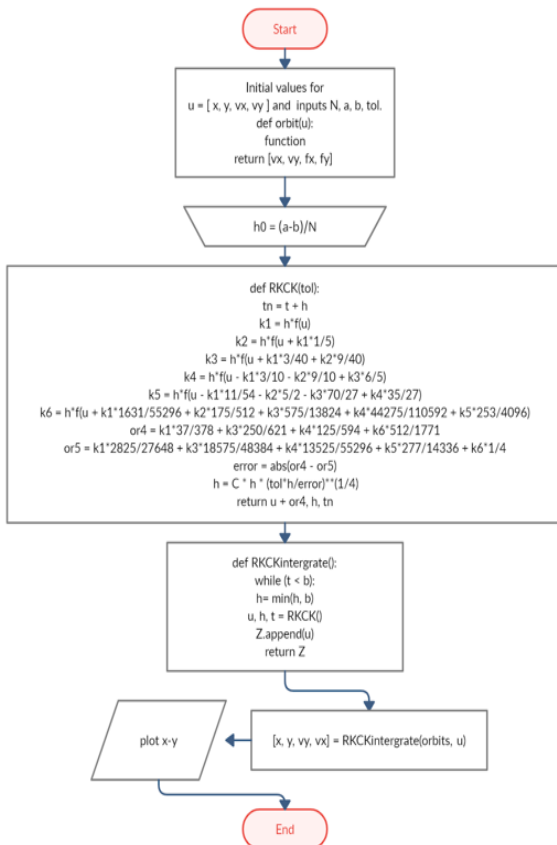 Start
Initial values for
u = [ x, y, vx, vy ] and inputs N, a, b, tol.
def orbit(u):
function
return [vx, vy, fx, fy]
h0 = (a-b)/N
def RKCK(tol):
tn = t + h
k1 = h*f(u)
k2 = h*f(u + k1*1/5)
k3 = h*f(u + k1*3/40 + k2*9/40)
k4 = h*f(u - k1*3/10 - k2*9/10 + k3*6/5)
k5 = h*f(u - k1*11/54 - k2*5/2 - k3*70/27 + k4*35/27)
k6 = h*f(u + k1*1631/55296 + k2*175/512 + k3*575/13824 + k4*44275/110592 + k5*253/4096)
or4 = k1*37/378 + k3*250/621 + k4*125/594 + k6*512/1771
or5 = k1*2825/27648 + k3*18575/48384 + k4*13525/55296 + k5*277/14336 + k6*1/4
error = abs(or4 - or5)
h = C * h * (tol*h/error)**(1/4)
return u + or4, h, tn
def RKCKintergrate():
while (t < b):
h= min(h, b)
u, h, t = RKCK()
Z.append(u)
return Z
[x, y, vy, vx] = RKCKintergrate(orbits, u)
plot x-y
End